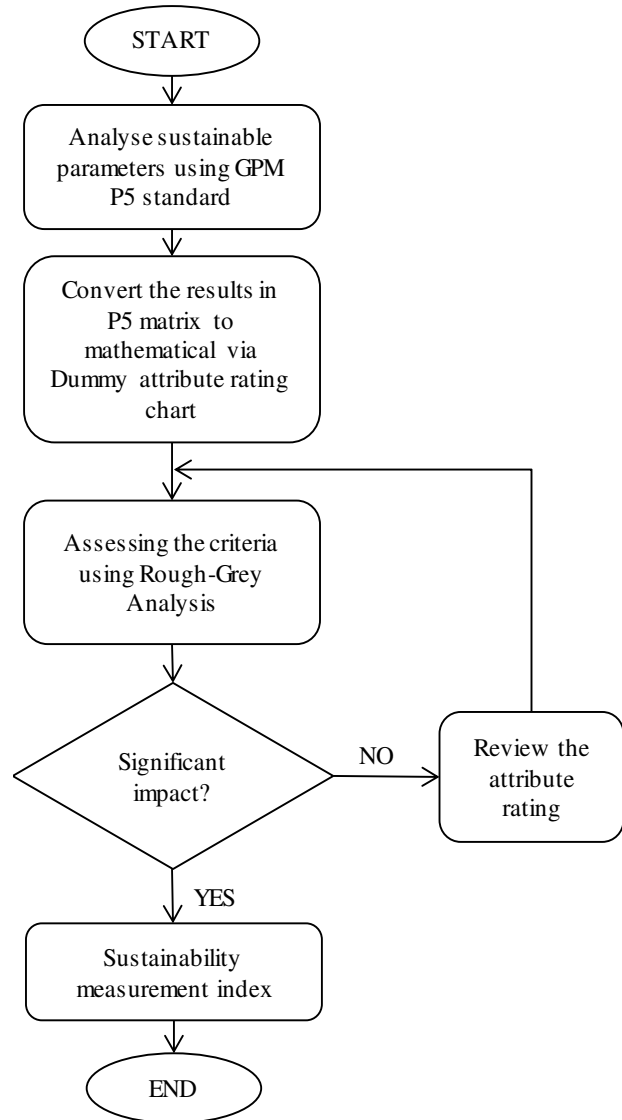 START
Analyse sustainable
parameters using GPM
P5 standard
Convert the results in
P5 matrix to
mathematical via
Dummy attribute rating
chart
Assessing the criteria
using Rough-Grey
Analysis
Significant
impact?
NO
Review the
attribute
rating
YES
Sustainability
measurement index
END